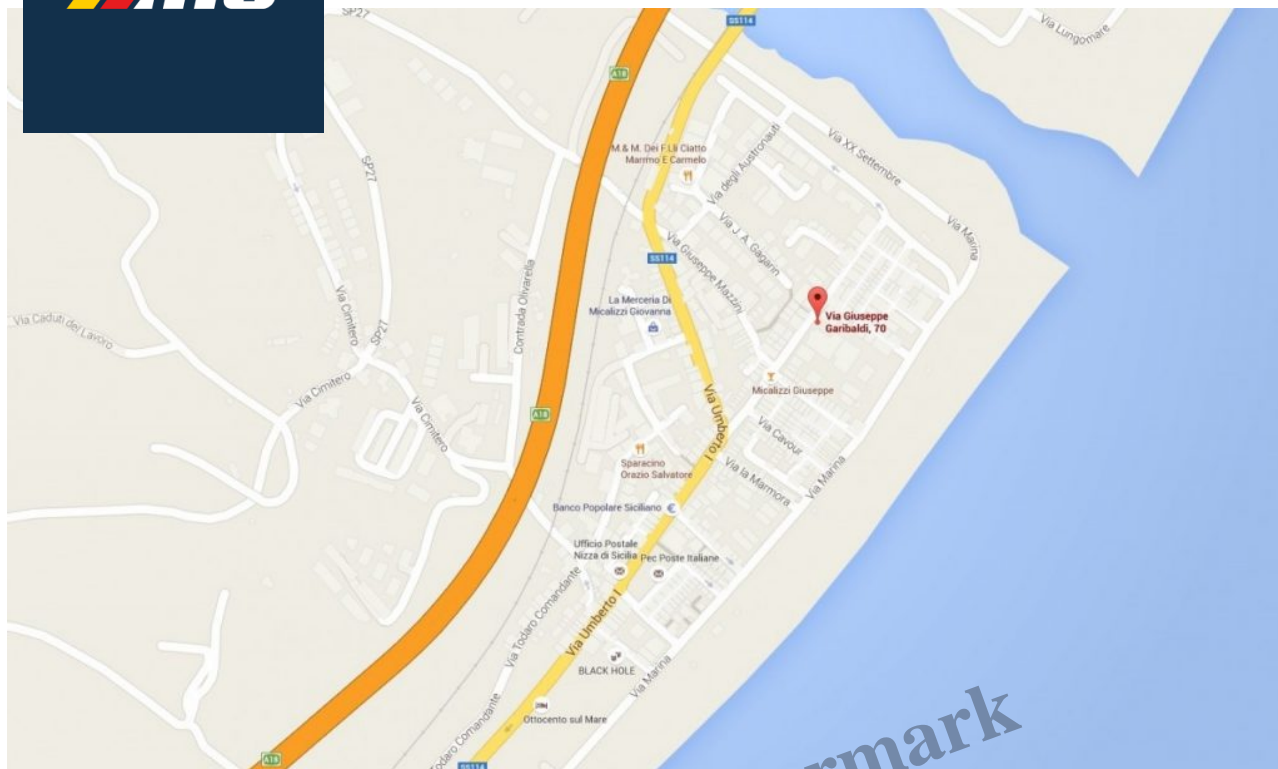 SP27
SS114
Via Lungomare
A18
M & M. Dei F.Lli Ciatto
Marmo E Carmelo
Via degli Austronauti
Via XX Settembre
SP27
Via J. A. Gagarin
Via Marina
Via Giuseppe Mazzini
SS114
Contrada Olivarella
La Merceria Di
Micalizzi Giovanna
Via Giuseppe
Garibaldi, 70
Via Cimitero
Via Caduti del Lavoro
SP27
Via Cimitero
Micalizzi Giuseppe
Via Umberto I
A18
Via Cimitero
Via Cavour
Sparacino
Orazio Salvatore
Via la Marmora
Via Marina
Banco Popolare Siciliano
€
Ufficio Postale
Nizza di Sicilia
Pec Poste Italiane
Via Todaro Comandante
Via Umberto I
BLACK HOLE
Via Marina
Ottocento sul Mare
Todaro Comandante
A18
SS114